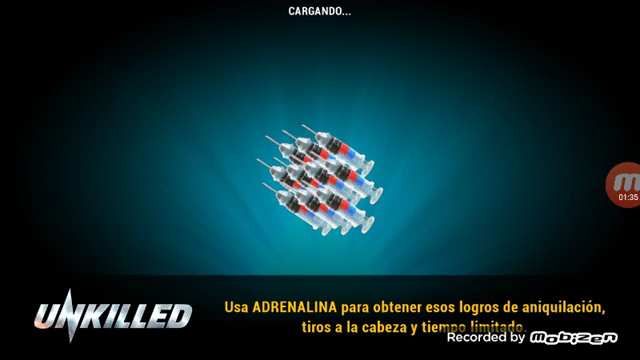 CARGANDO...
01:35
UNKILLED
Usa ADRENALINA para obtener esos logros de aniquilación,
tiros a la cabeza y tiempo limitado.
Recorded by mobizen